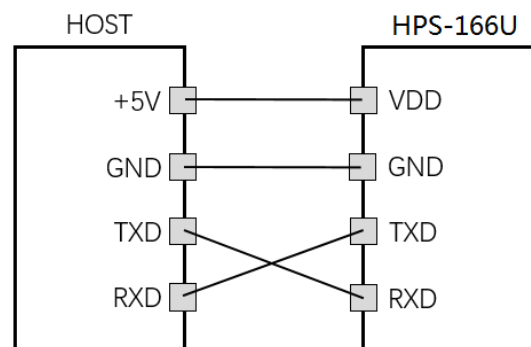 HOST HPS-166U
+5V VDD
GND GND
TXD TXD
RXD RXD